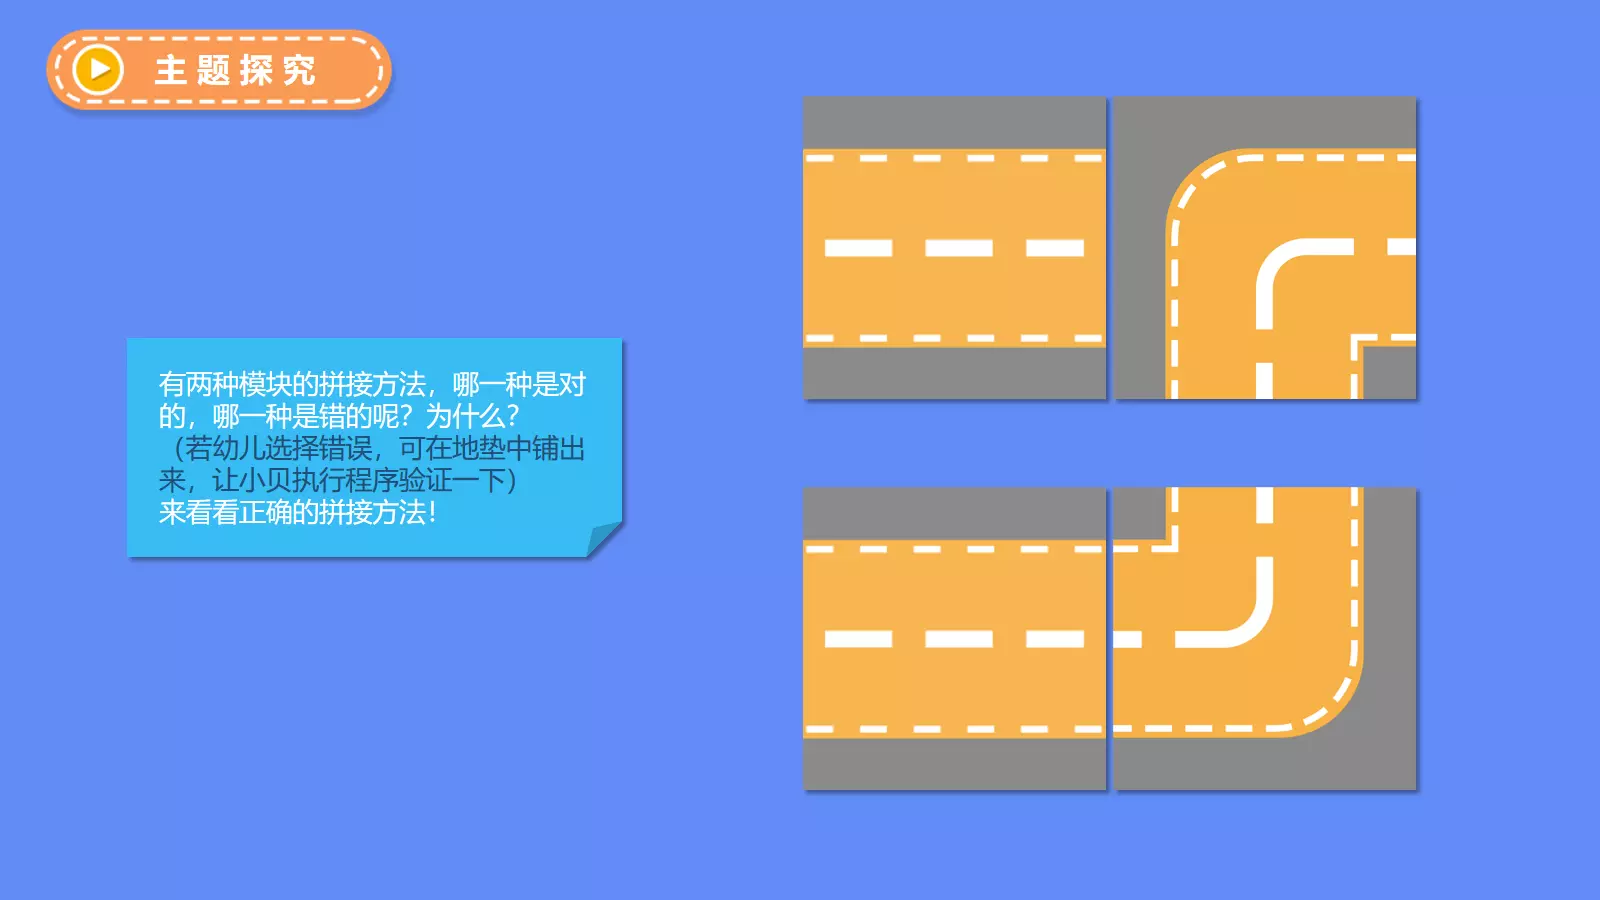 主题探究
有两种模块的拼接方法，哪一种是对
的，哪一种是错的呢？为什么？
（若幼儿选择错误，可在地垫中铺出
来，让小贝执行程序验证一下）
来看看正确的拼接方法！